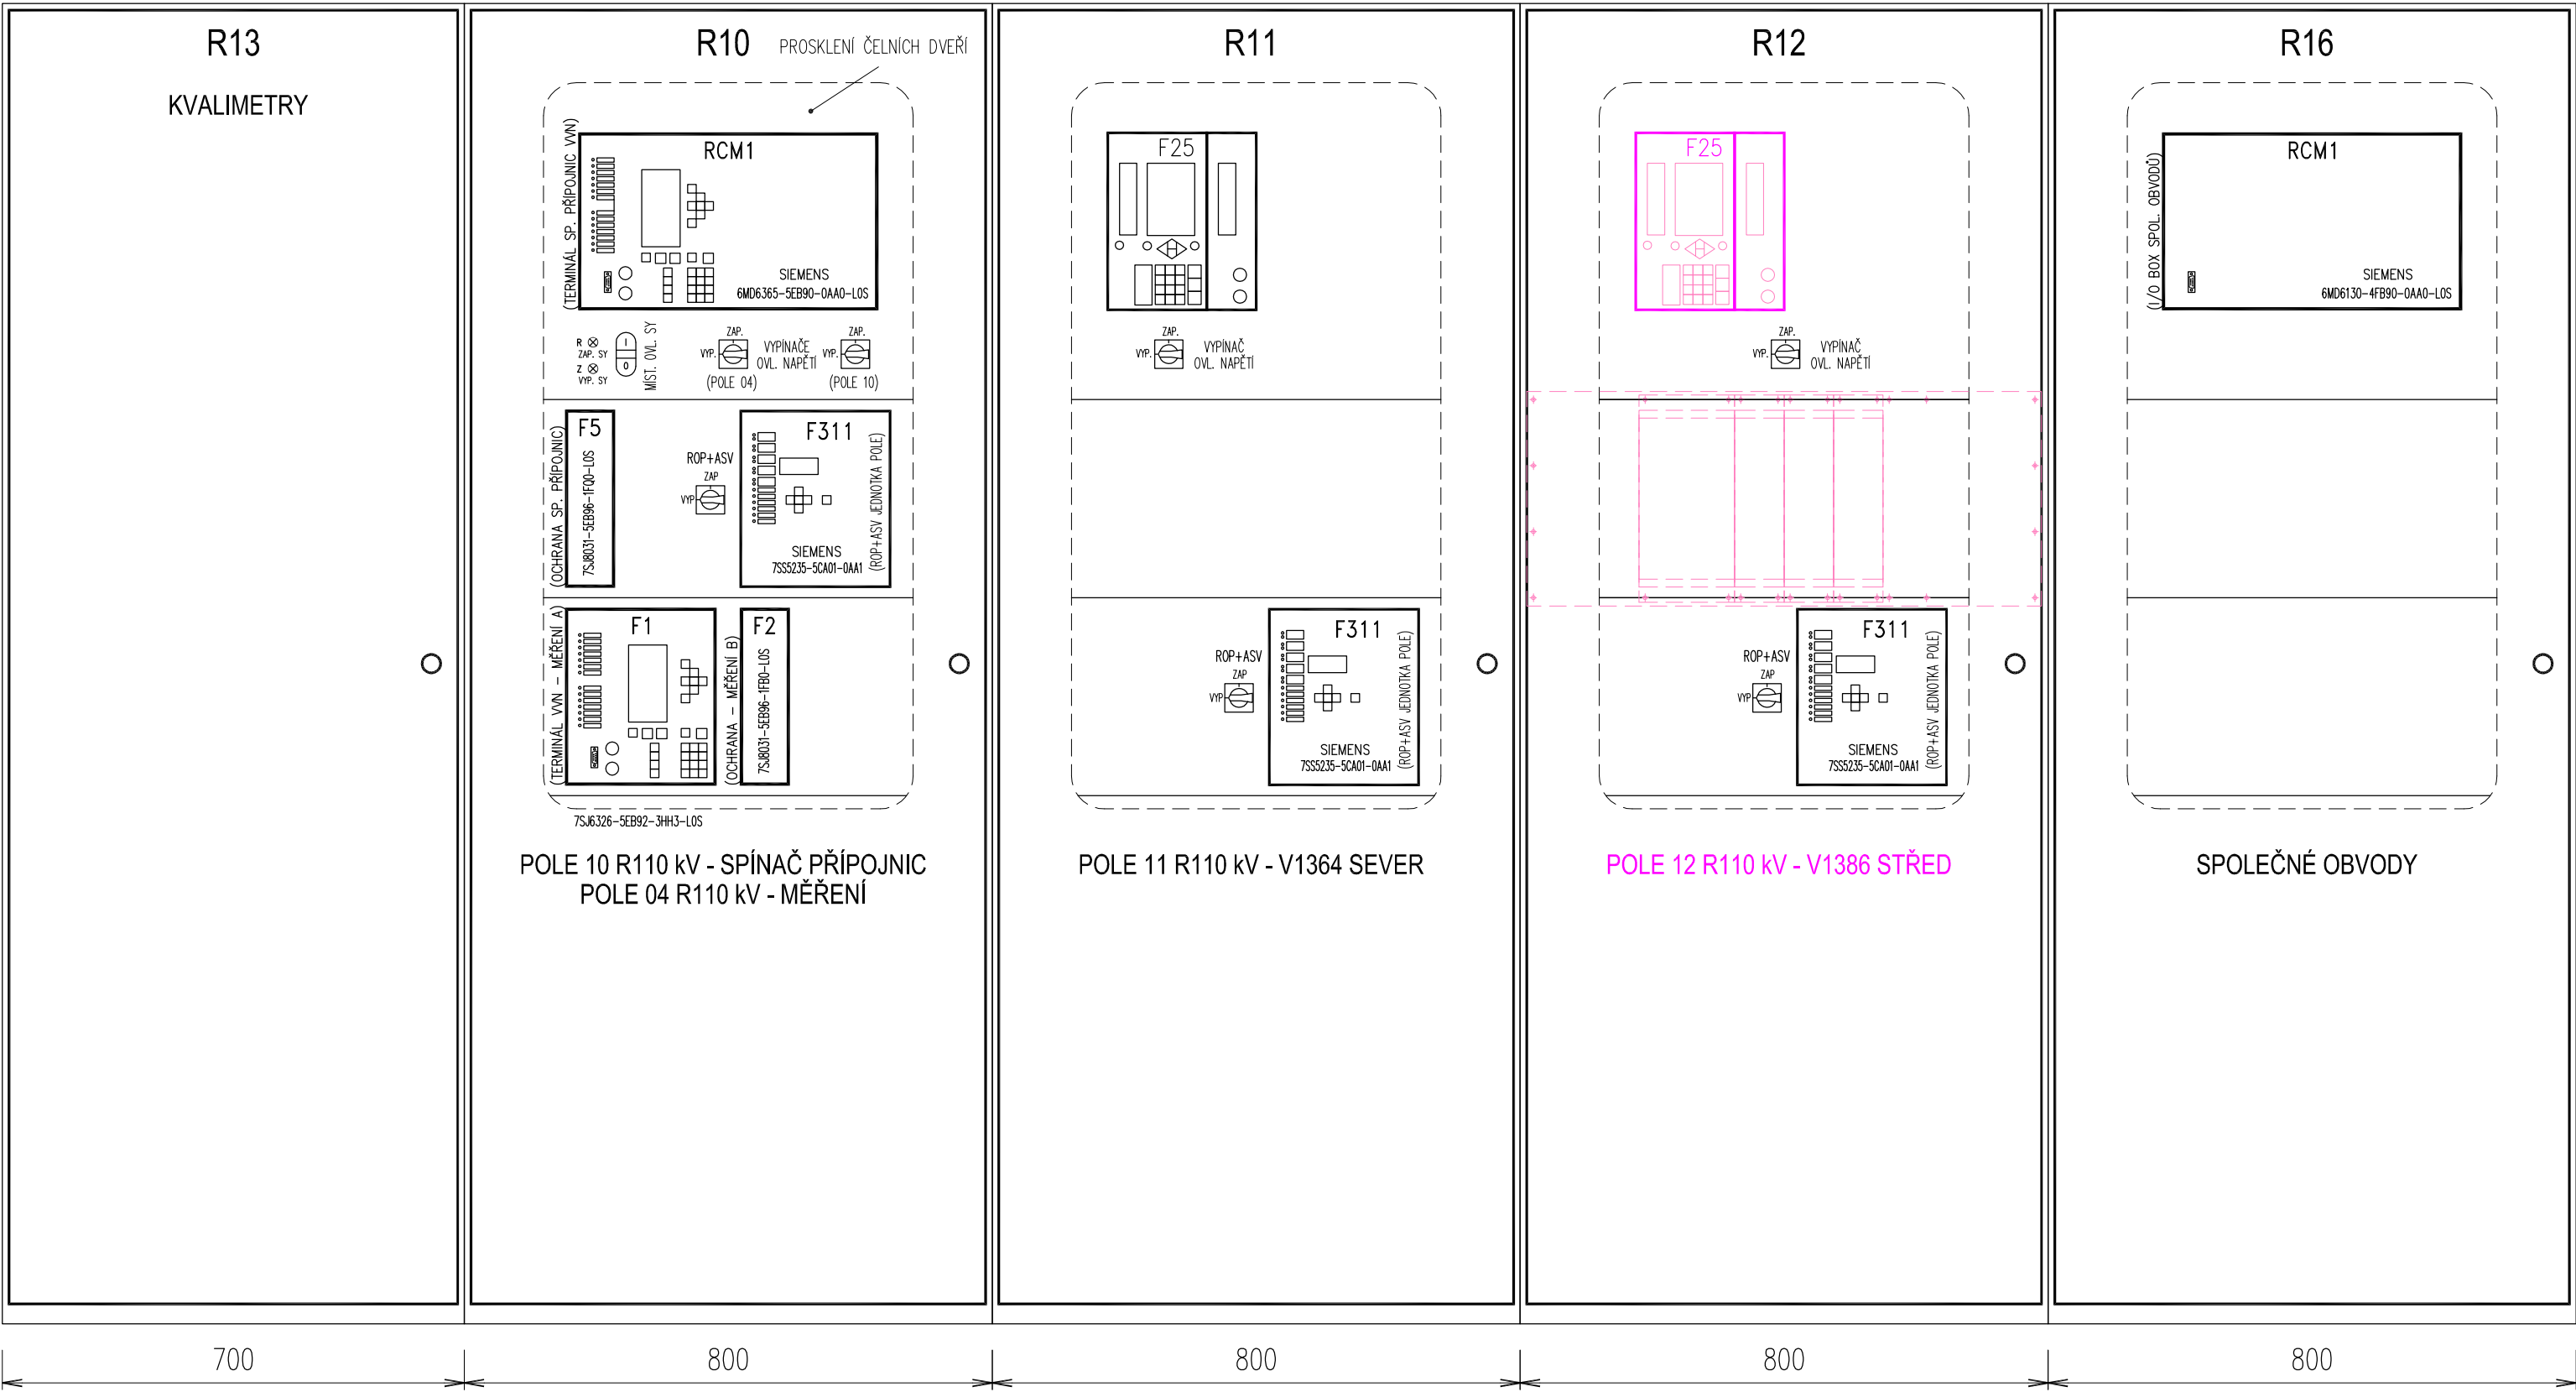 R13
KVALIMETRY
R10
PROSKLENÍ ČELNÍCH DVEŘÍ
(TERMINÁL SP. PŘÍPOJNIC VVN)
RCM1
SIEMENS
6MD6365-5EB90-0AA0-L0S
R
ZAP. SY
Z
VYP. SY
MÍST. OVL. SY
ZAP.
VYP.
(POLE 04)
VYPÍNAČE
OVL. NAPĚTÍ
ZAP.
VYP.
(POLE 10)
(OCHRANA SP. PŘÍPOJNIC)
F5
7SJ8031-5EB96-1FQ0-L0S
ROP+ASV
ZAP
VYP
F311
SIEMENS
7SS5235-5CA01-0AA1
(ROP+ASV JEDNOTKA POLE)
(TERMINÁL VVN - MĚŘENÍ A)
F1
(OCHRANA - MĚŘENÍ B)
F2
7SJ8031-5EB96-1FB0-L0S
7SJ6326-5EB92-3HH3-L0S
POLE 10 R110 kV - SPÍNAČ PŘÍPOJNIC
POLE 04 R110 kV - MĚŘENÍ
R11
F25
ZAP.
VYP.
VYPÍNAČ
OVL. NAPĚTÍ
ROP+ASV
ZAP
VYP
F311
SIEMENS
7SS5235-5CA01-0AA1
(ROP+ASV JEDNOTKA POLE)
POLE 11 R110 kV - V1364 SEVER
R12
F25
ZAP.
VYP.
VYPÍNAČ
OVL. NAPĚTÍ
ROP+ASV
ZAP
VYP
F311
SIEMENS
7SS5235-5CA01-0AA1
(ROP+ASV JEDNOTKA POLE)
POLE 12 R110 kV - V1386 STŘED
R16
(I/O BOX SPOL. OBVODŮ)
RCM1
SIEMENS
6MD6130-4FB90-0AA0-L0S
SPOLEČNÉ OBVODY
700
800
800
800
800